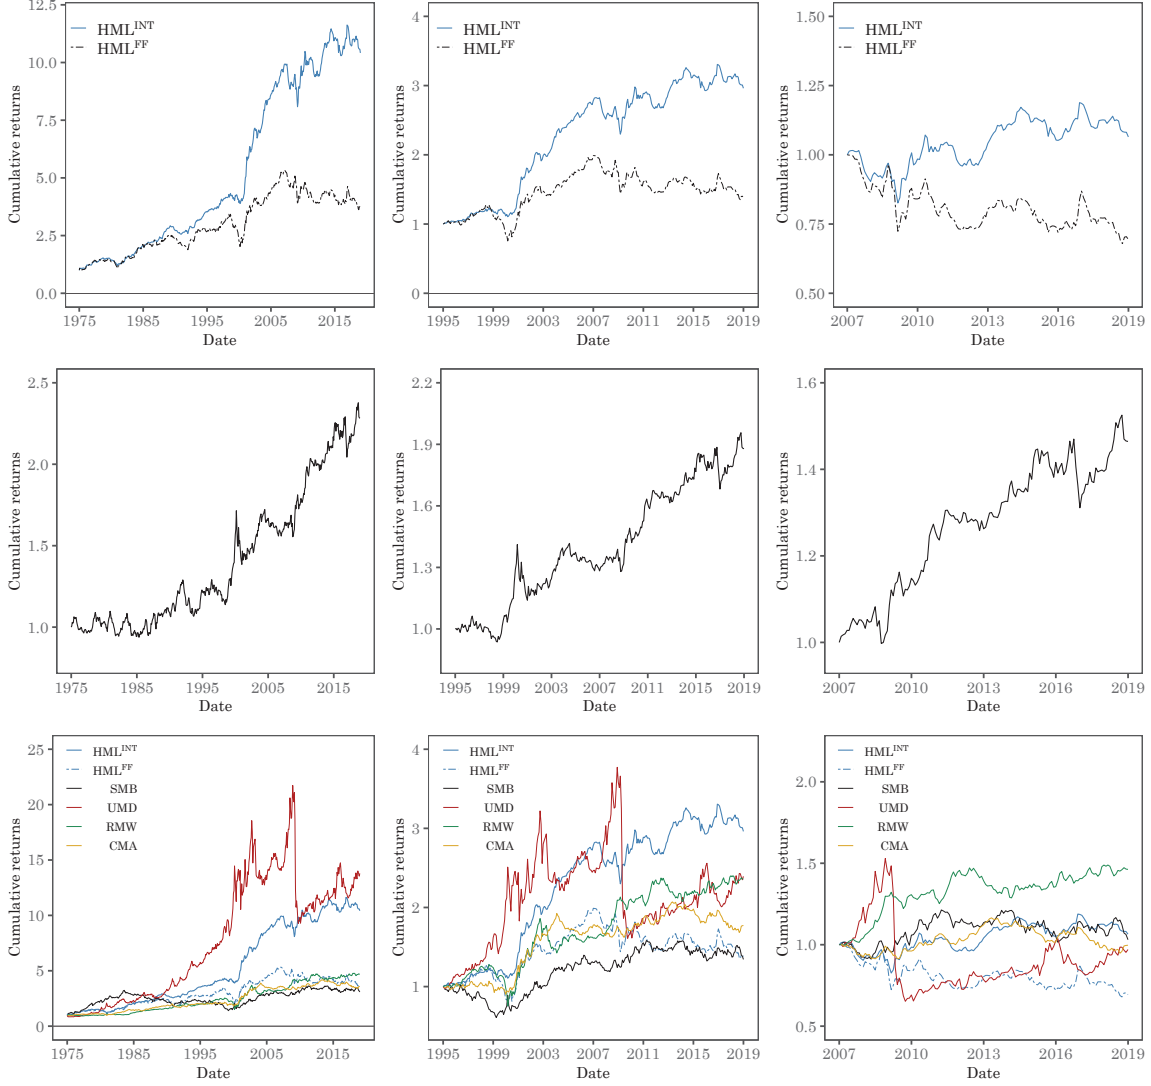 12.5
10.0
7.5
5.0
2.5
0.0
Cumulative returns
HML^INT
HML^FF
1975 1985 1995 2005 2015
Date
4
3
2
1
0
Cumulative returns
HML^INT
HML^FF
1995 1999 2003 2007 2011 2015 2019
Date
1.50
1.25
1.00
0.75
0.50
Cumulative returns
HML^INT
HML^FF
2007 2010 2013 2016 2019
Date
2.5
2.0
1.5
1.0
Cumulative returns
1975 1985 1995 2005 2015
Date
2.2
1.9
1.6
1.3
1.0
Cumulative returns
1995 1999 2003 2007 2011 2015 2019
Date
1.6
1.4
1.2
1.0
Cumulative returns
2007 2010 2013 2016 2019
Date
25
20
15
10
5
0
Cumulative returns
HML^INT
HML^FF
SMB
UMD
RMW
CMA
1975 1985 1995 2005 2015
Date
4
3
2
1
Cumulative returns
HML^INT
HML^FF
SMB
UMD
RMW
CMA
1995 1999 2003 2007 2011 2015 2019
Date
2.0
1.5
1.0
0.5
Cumulative returns
HML^INT
HML^FF
SMB
UMD
RMW
CMA
2007 2010 2013 2016 2019
Date